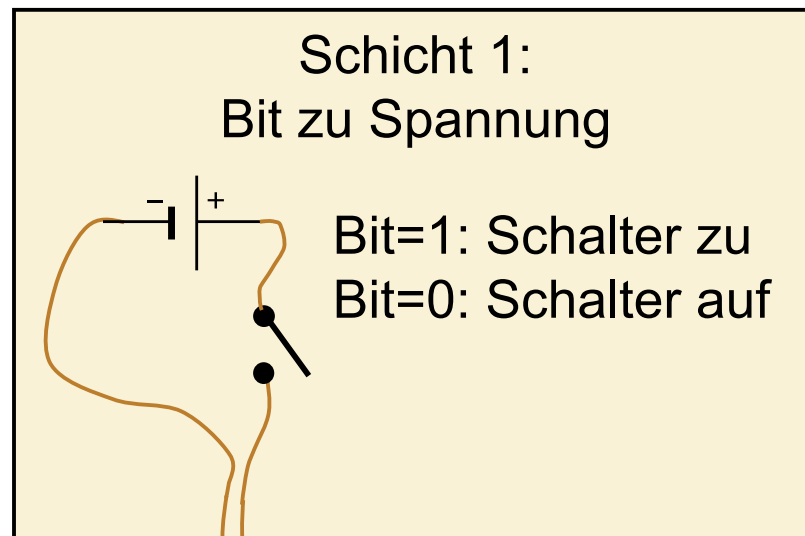 Schicht 1:
Bit zu Spannung
− +
Bit=1: Schalter zu
Bit=0: Schalter auf